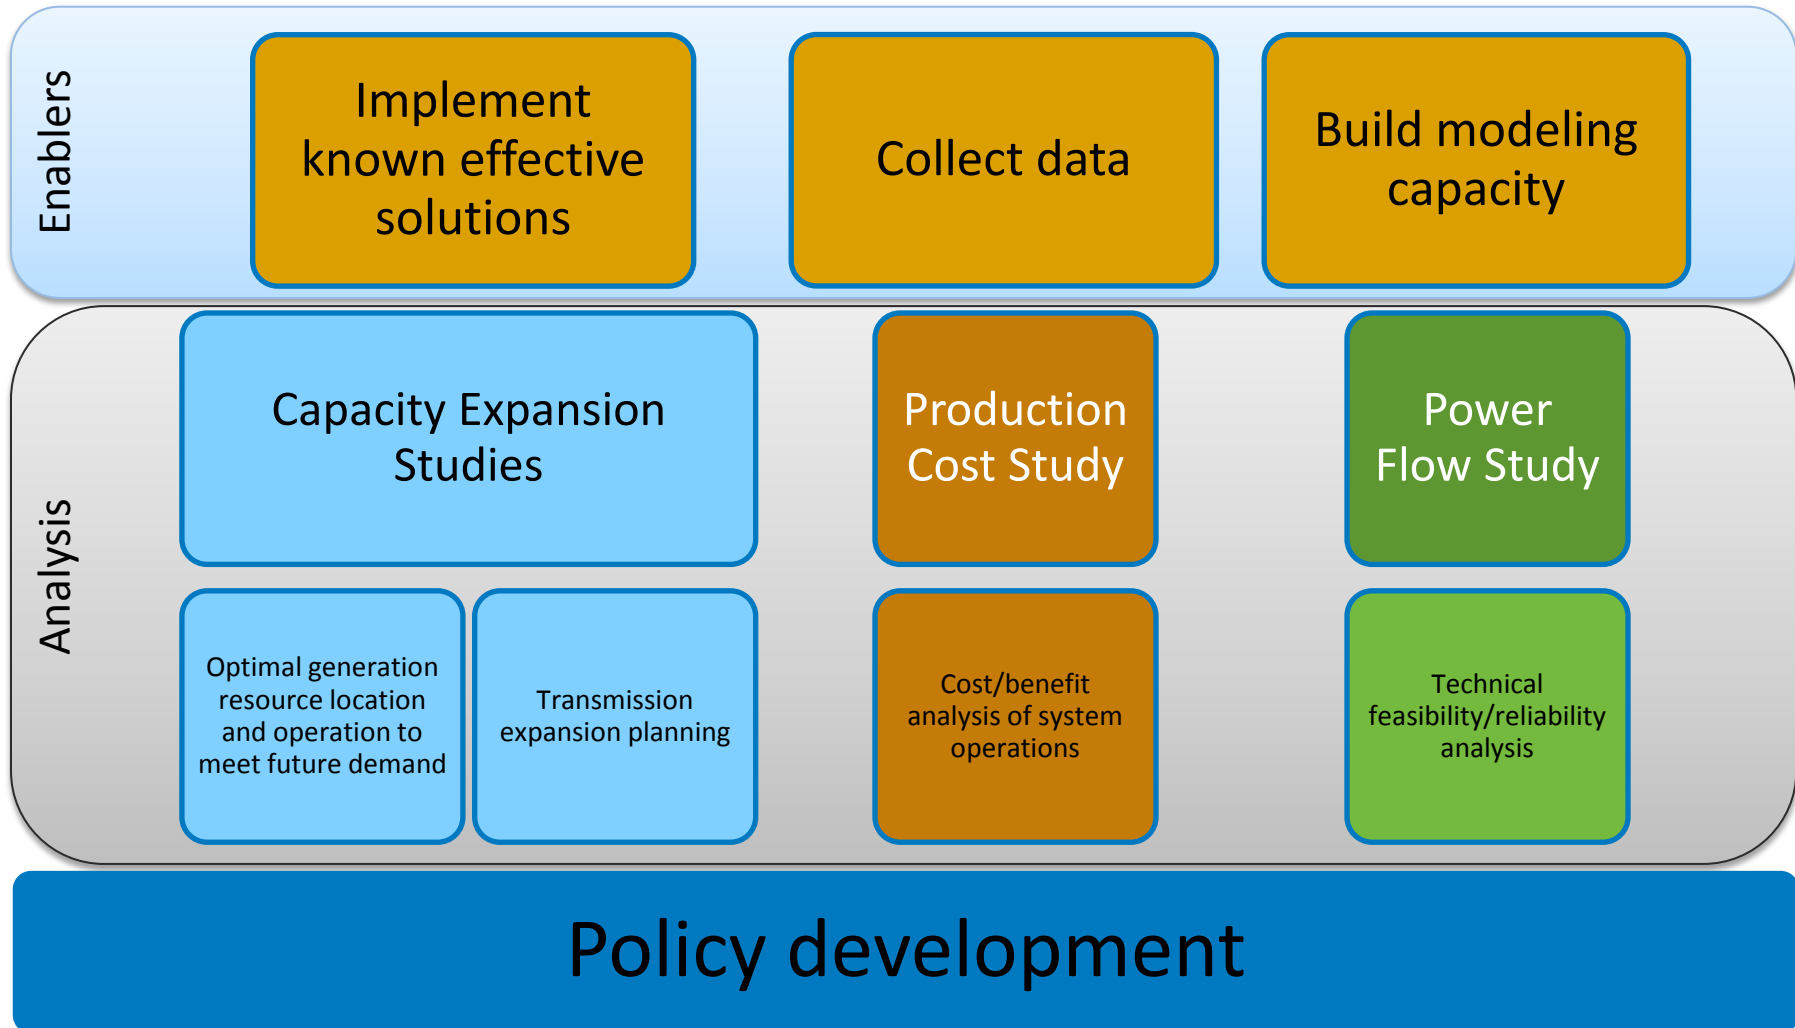 Enablers
Implement
known effective
solutions
Collect data
Build modeling
capacity
Analysis
Capacity Expansion
Studies
Production
Cost Study
Power
Flow Study
Optimal generation
resource location
and operation to
meet future demand
Transmission
expansion planning
Cost/benefit
analysis of system
operations
Technical
feasibility/reliability
analysis
Policy development